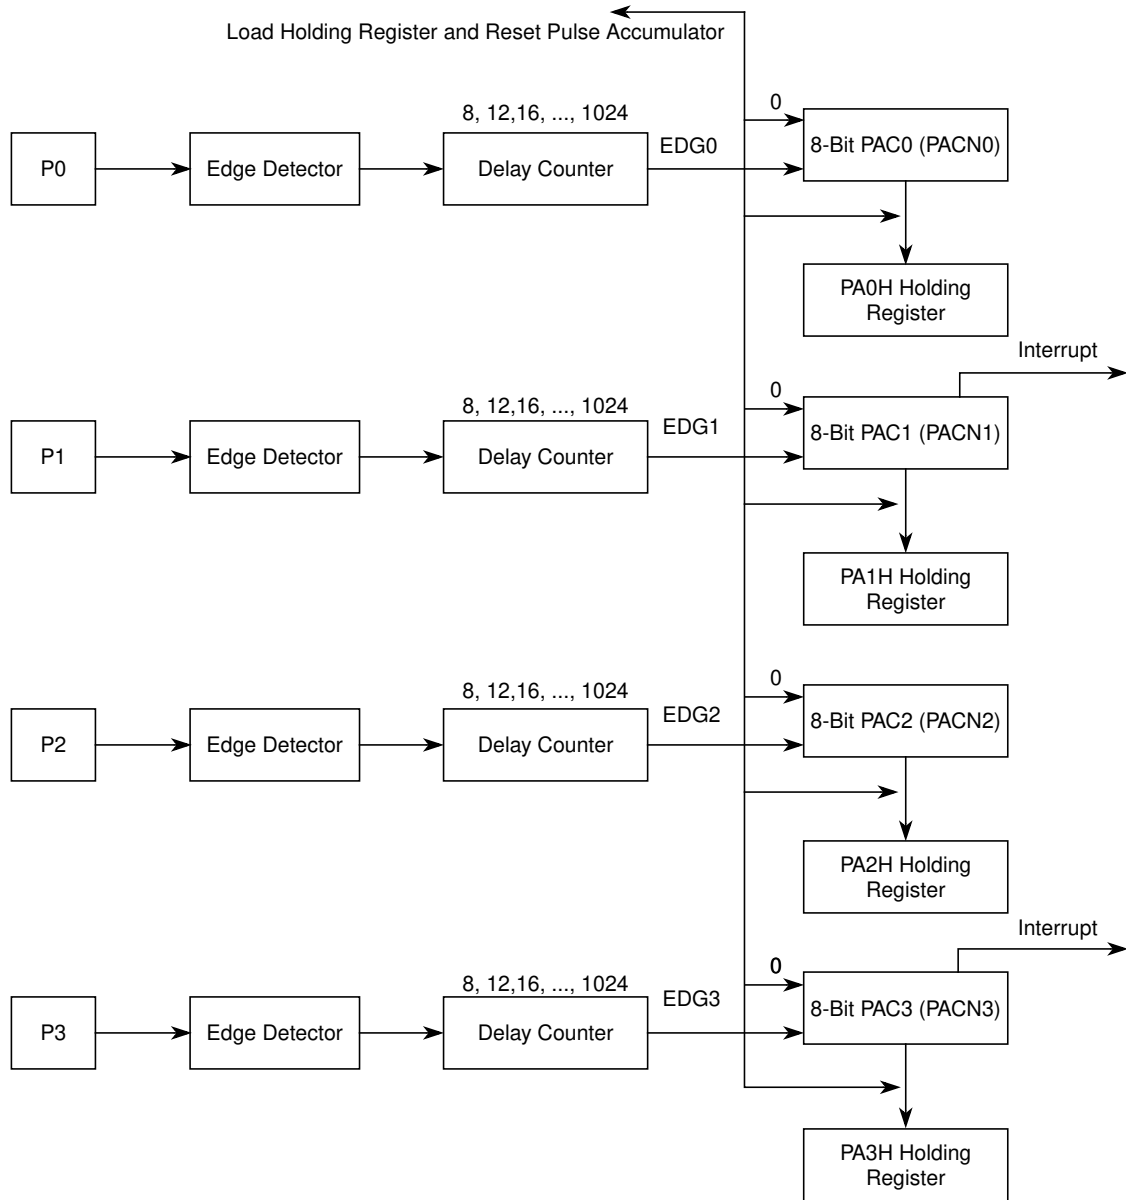 Load Holding Register and Reset Pulse Accumulator
0
8, 12,16, ..., 1024
EDG0
8-Bit PAC0 (PACN0)
P0
Edge Detector
Delay Counter
PA0H Holding
Register
Interrupt
0
8, 12,16, ..., 1024
EDG1
8-Bit PAC1 (PACN1)
P1
Edge Detector
Delay Counter
PA1H Holding
Register
0
8, 12,16, ..., 1024
EDG2
8-Bit PAC2 (PACN2)
P2
Edge Detector
Delay Counter
PA2H Holding
Register
Interrupt
0
8, 12,16, ..., 1024
EDG3
8-Bit PAC3 (PACN3)
P3
Edge Detector
Delay Counter
PA3H Holding
Register